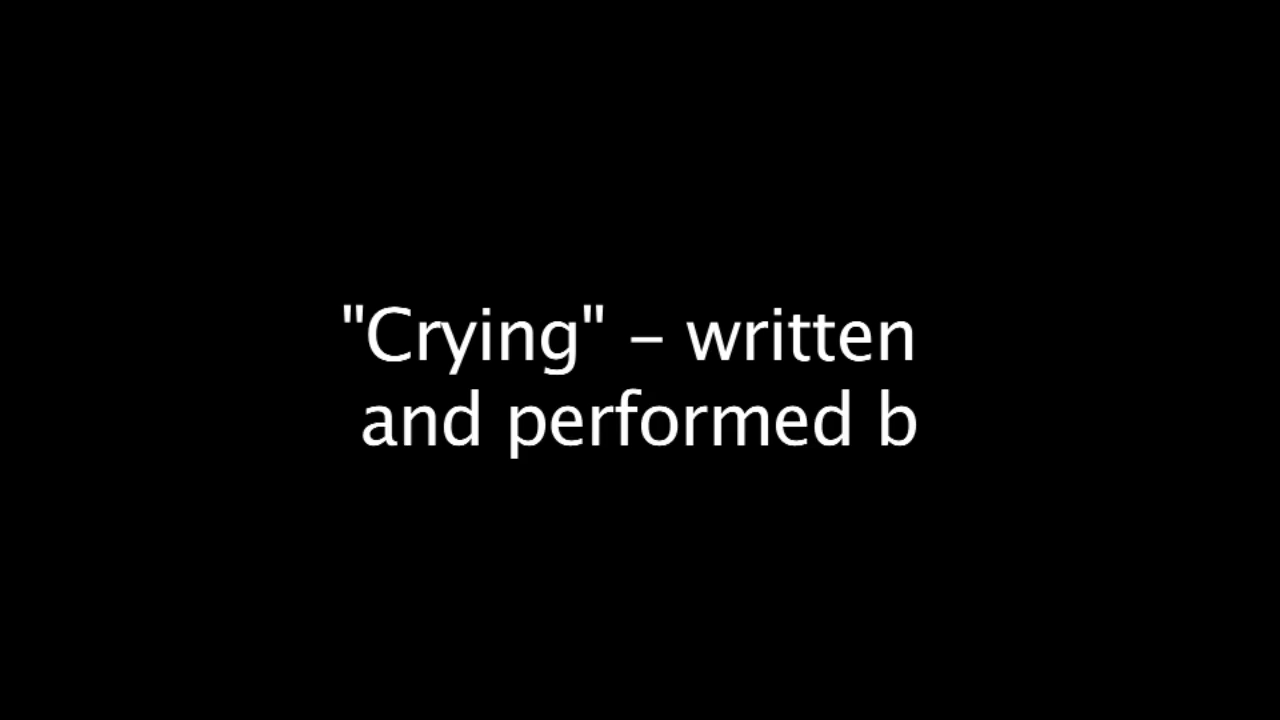 "Crying" – written
and performed b